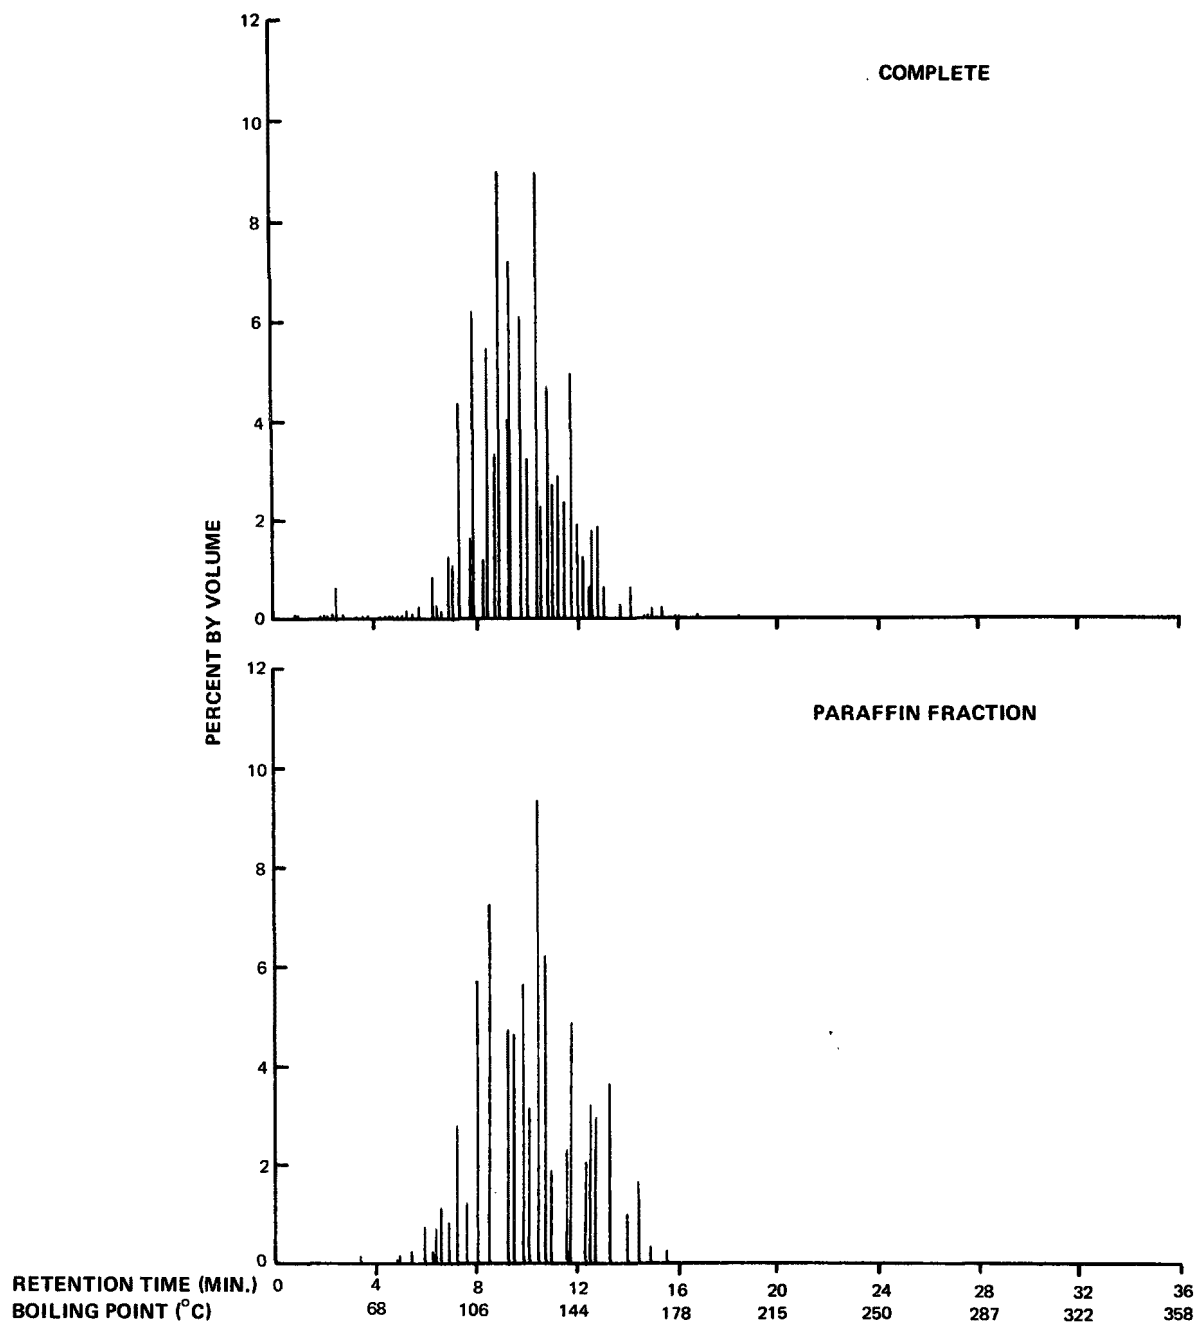 12
COMPLETE
10
8
6
4
2
0
PERCENT BY VOLUME
12
PARAFFIN FRACTION
10
8
6
4
2
0
RETENTION TIME (MIN.) 0 4 8 12 16 20 24 28 32 36
BOILING POINT (°C) 68 106 144 178 215 250 287 322 358